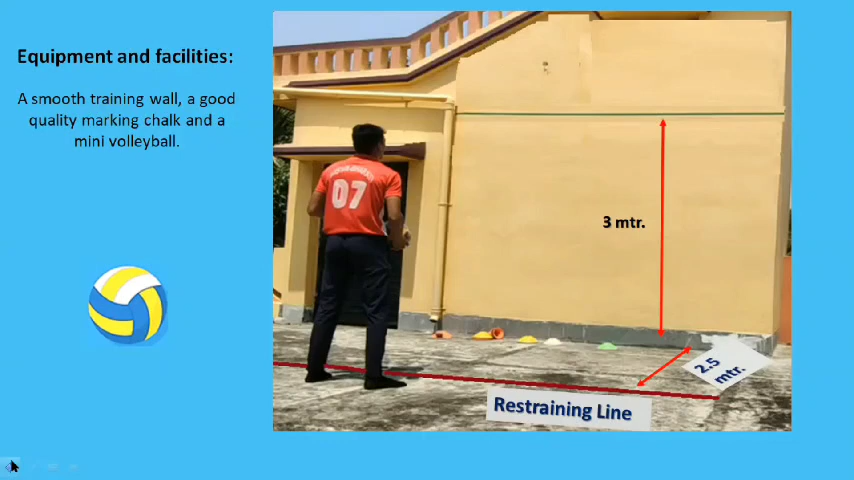 Equipment and facilities:
A smooth training wall, a good
quality marking chalk and a
mini volleyball.
07
3 mtr.
2.5
mtr.
Restraining Line